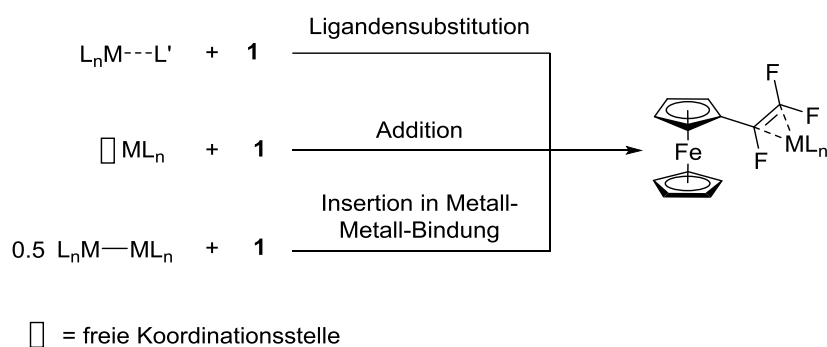 LnM---L' + 1
Ligandensubstitution
MLn + 1
Addition
0.5 LnM—MLn + 1
Insertion in Metall-
Metall-Bindung
F
F
F
Fe
MLn
= freie Koordinationsstelle